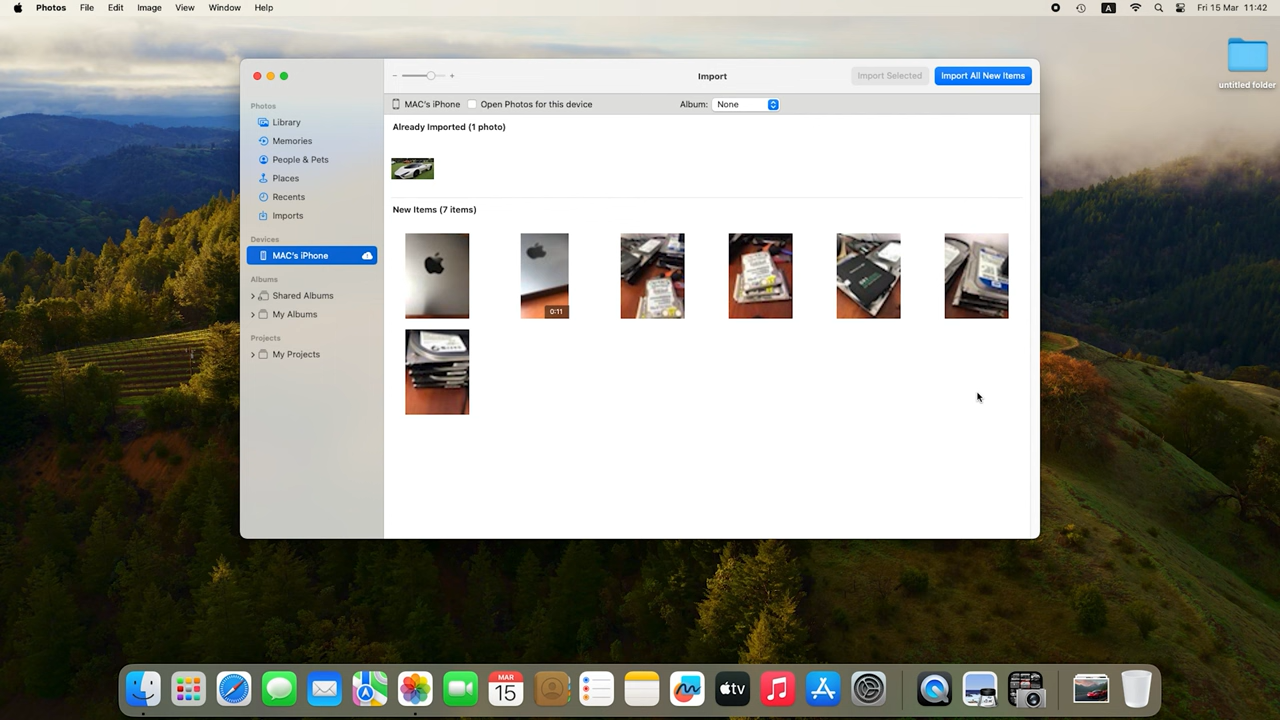 Photos File Edit Image View Window Help A Fri 15 Mar 11:42
untitled folder
Import
Import Selected
Import All New Items
MAC's iPhone
Open Photos for this device
Album: None
Photos
Library
Memories
People & Pets
Places
Recents
Imports
Devices
MAC's iPhone
Albums
Shared Albums
My Albums
Projects
My Projects
Already Imported (1 photo)
New Items (7 items)
0:11
MAR
15
tv